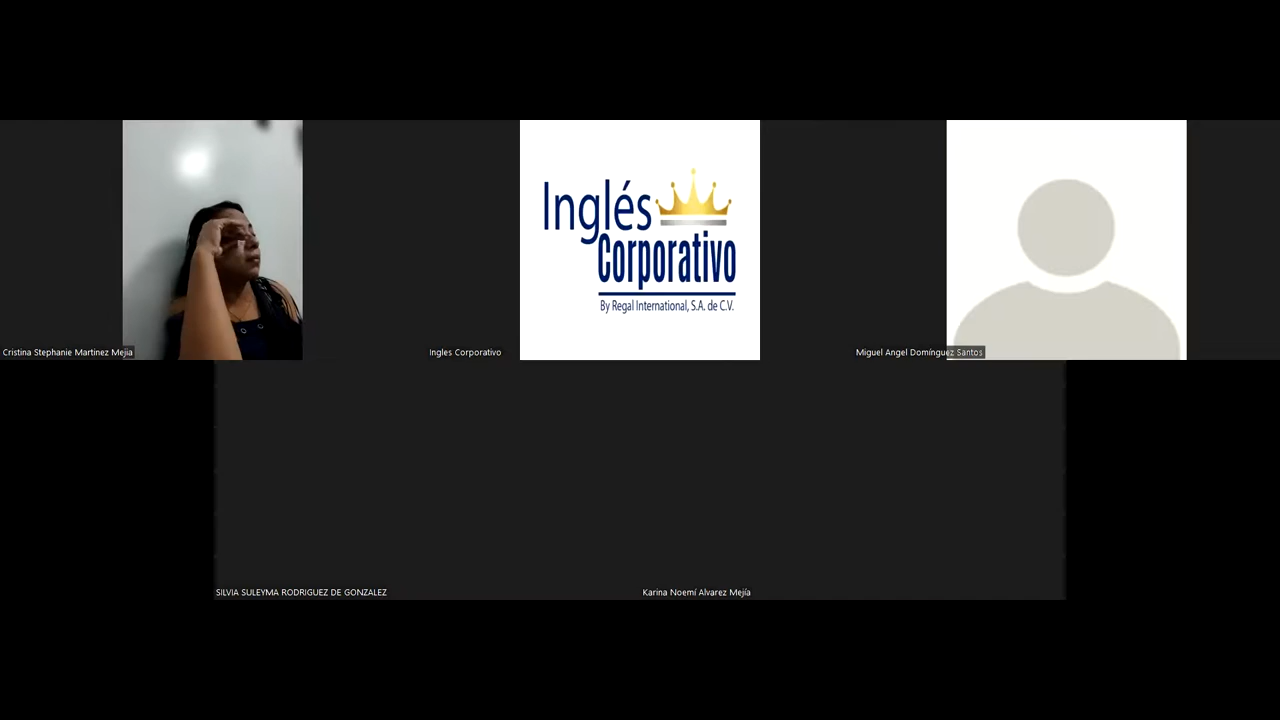 Inglés
Corporativo
By Regal International, S.A. de C.V.
Cristina Stephanie Martinez Mejia
Ingles Corporativo
Miguel Angel Domínguez Santos
SILVIA SULEYMA RODRIGUEZ DE GONZALEZ
Karina Noemí Alvarez Mejía